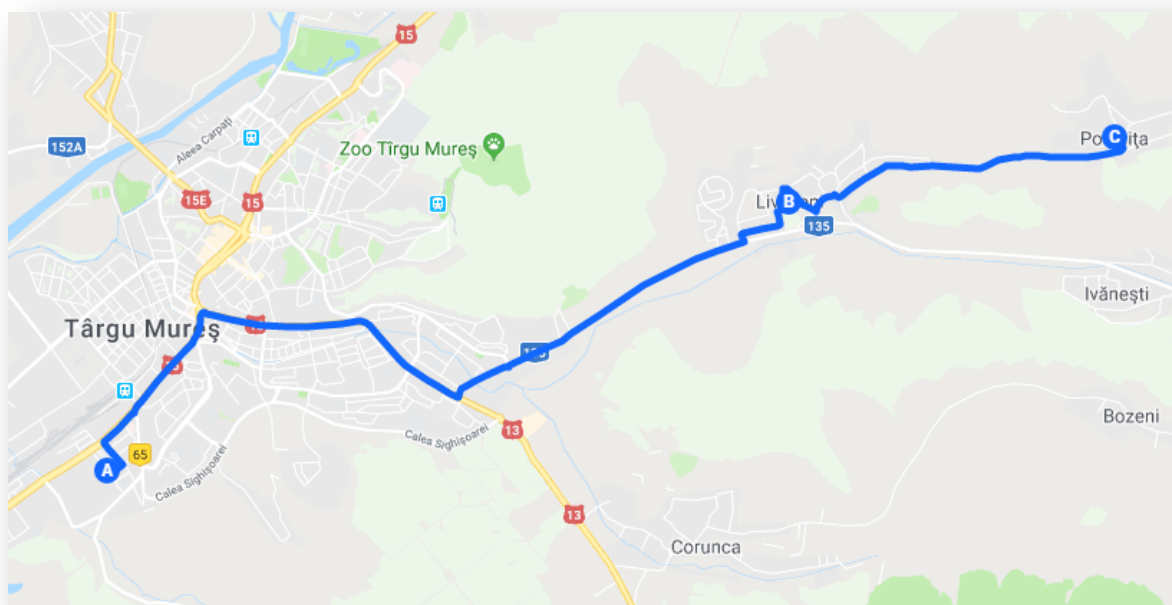 15
152A
Aleea Carpați
Zoo Tîrgu Mureș
15E
15
C
B
135
Ivănești
Târgu Mureș
Bozeni
13
Calea Sighișoarei
65
A
Calea Sighișoarei
13
Corunca